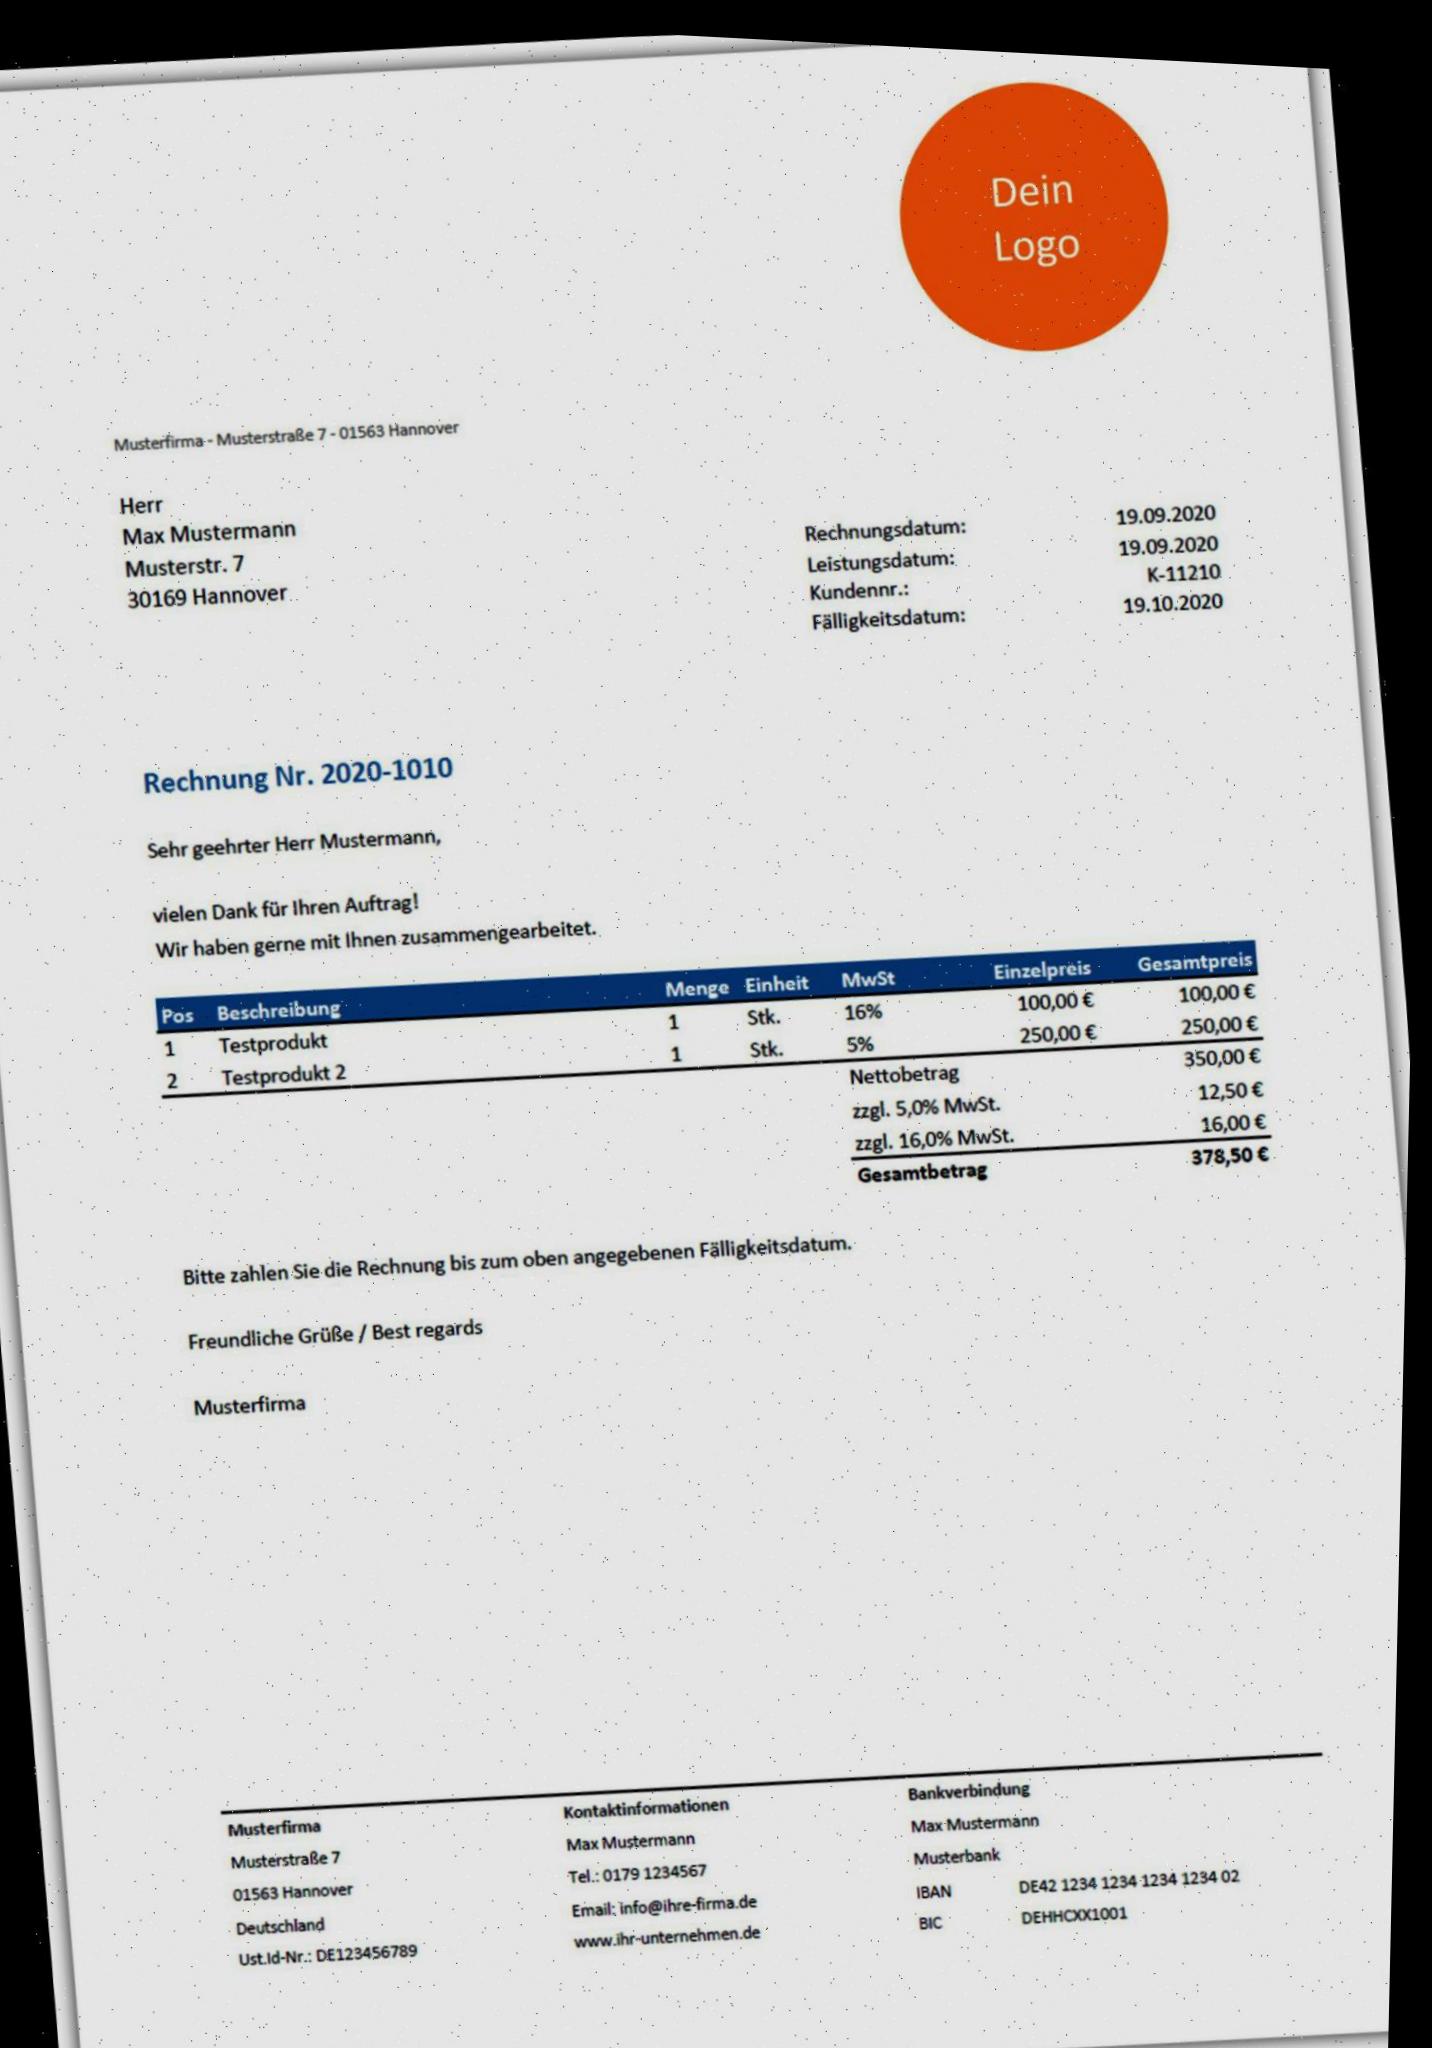 Dein
Logo
Musterfirma - Musterstraße 7 - 01563 Hannover
Herr
Max Mustermann
Musterstr. 7
30169 Hannover
Rechnungsdatum: 19.09.2020
Leistungsdatum: 19.09.2020
Kundennr.: K-11210
Fälligkeitsdatum: 19.10.2020
Rechnung Nr. 2020-1010
Sehr geehrter Herr Mustermann,
vielen Dank für Ihren Auftrag!
Wir haben gerne mit Ihnen zusammengearbeitet.
Pos Beschreibung Menge Einheit MwSt Einzelpreis Gesamtpreis
1 Testprodukt 1 Stk. 16% 100,00 € 100,00 €
2 Testprodukt 2 1 Stk. 5% 250,00 € 250,00 €
Nettobetrag 350,00 €
zzgl. 5,0% MwSt. 12,50 €
zzgl. 16,0% MwSt. 16,00 €
Gesamtbetrag 378,50 €
Bitte zahlen Sie die Rechnung bis zum oben angegebenen Fälligkeitsdatum.
Freundliche Grüße / Best regards
Musterfirma
Musterfirma
Musterstraße 7
01563 Hannover
Deutschland
Ust.Id-Nr.: DE123456789
Kontaktinformationen
Max Mustermann
Tel.: 0179 1234567
Email: info@ihre-firma.de
www.ihr-unternehmen.de
Bankverbindung
Max Mustermann
Musterbank
IBAN DE42 1234 1234 1234 1234 02
BIC DEHHCXX1001